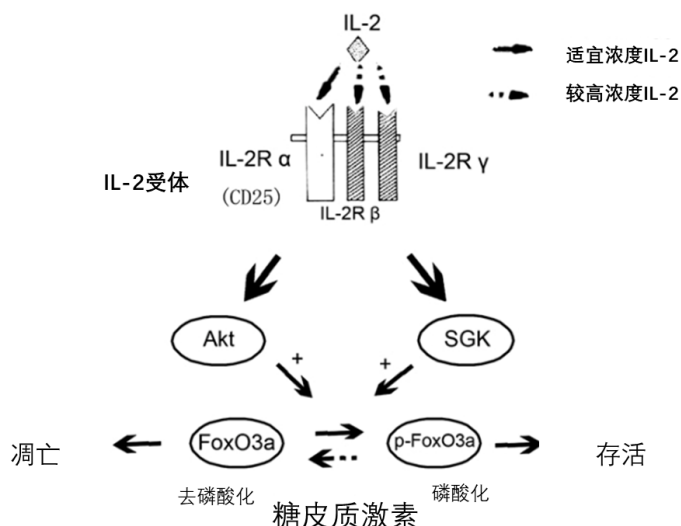 IL-2
适宜浓度IL-2
较高浓度IL-2
IL-2R α
(CD25)
IL-2R γ
IL-2受体
IL-2R β
Akt
SGK
+
+
凋亡
FoxO3a
p-FoxO3a
存活
去磷酸化
磷酸化
糖皮质激素